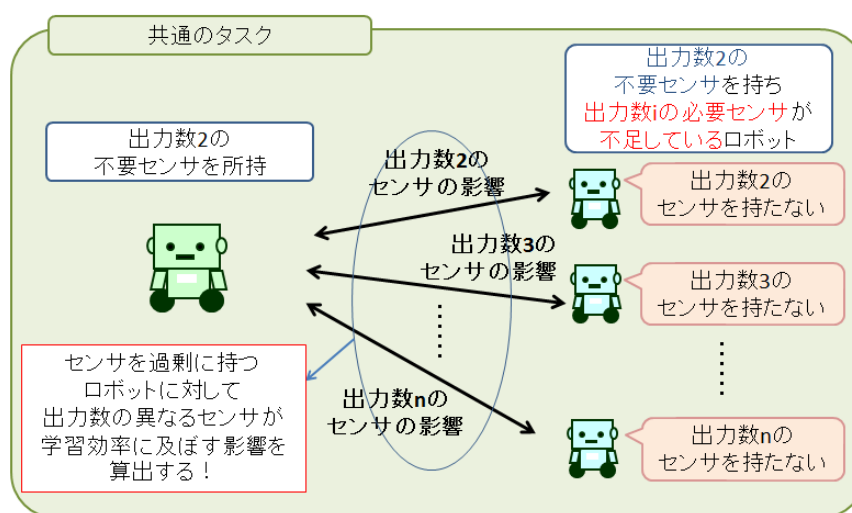 共通のタスク
出力数2の
不要センサを所持
出力数2の
不要センサを持ち
出力数iの必要センサが
不足しているロボット
出力数2の
センサの影響
出力数2の
センサを持たない
出力数3の
センサの影響
出力数3の
センサを持たない
センサを過剰に持つ
ロボットに対して
出力数の異なるセンサが
学習効率に及ぼす影響を
算出する！
出力数nの
センサの影響
出力数nの
センサを持たない